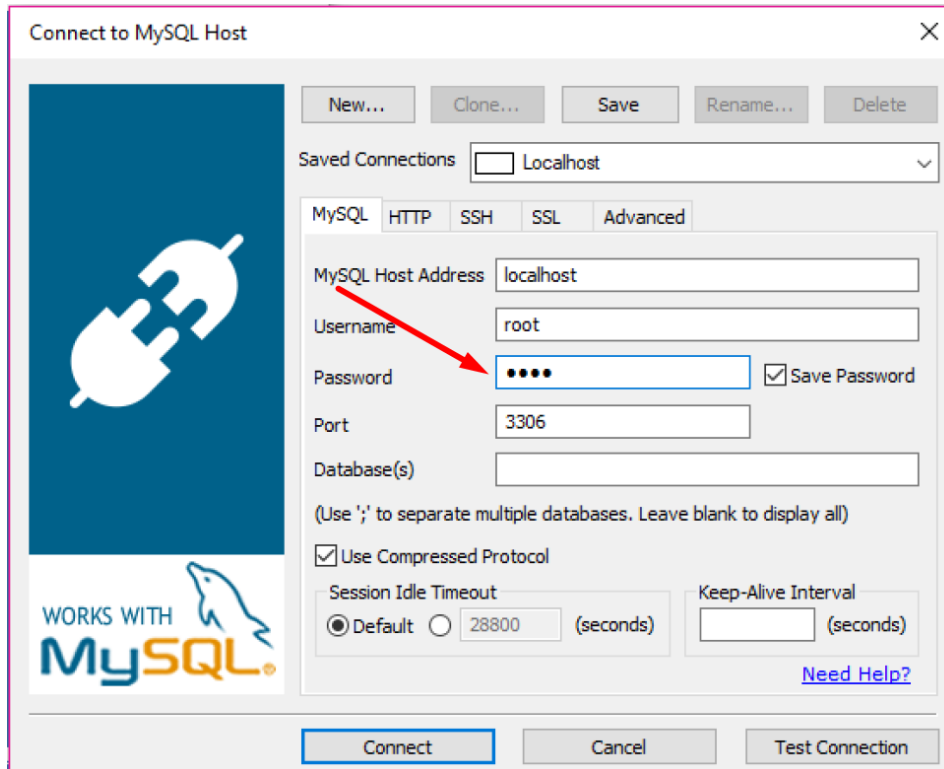 Connect to MySQL Host
New... Clone... Save Rename... Delete
Saved Connections Localhost
MySQL HTTP SSH SSL Advanced
MySQL Host Address localhost
Username root
Password •••• Save Password
Port 3306
Database(s)
(Use ';' to separate multiple databases. Leave blank to display all)
Use Compressed Protocol
Session Idle Timeout Keep-Alive Interval
Default 28800 (seconds) (seconds)
WORKS WITH
MySQL®
Need Help?
Connect Cancel Test Connection